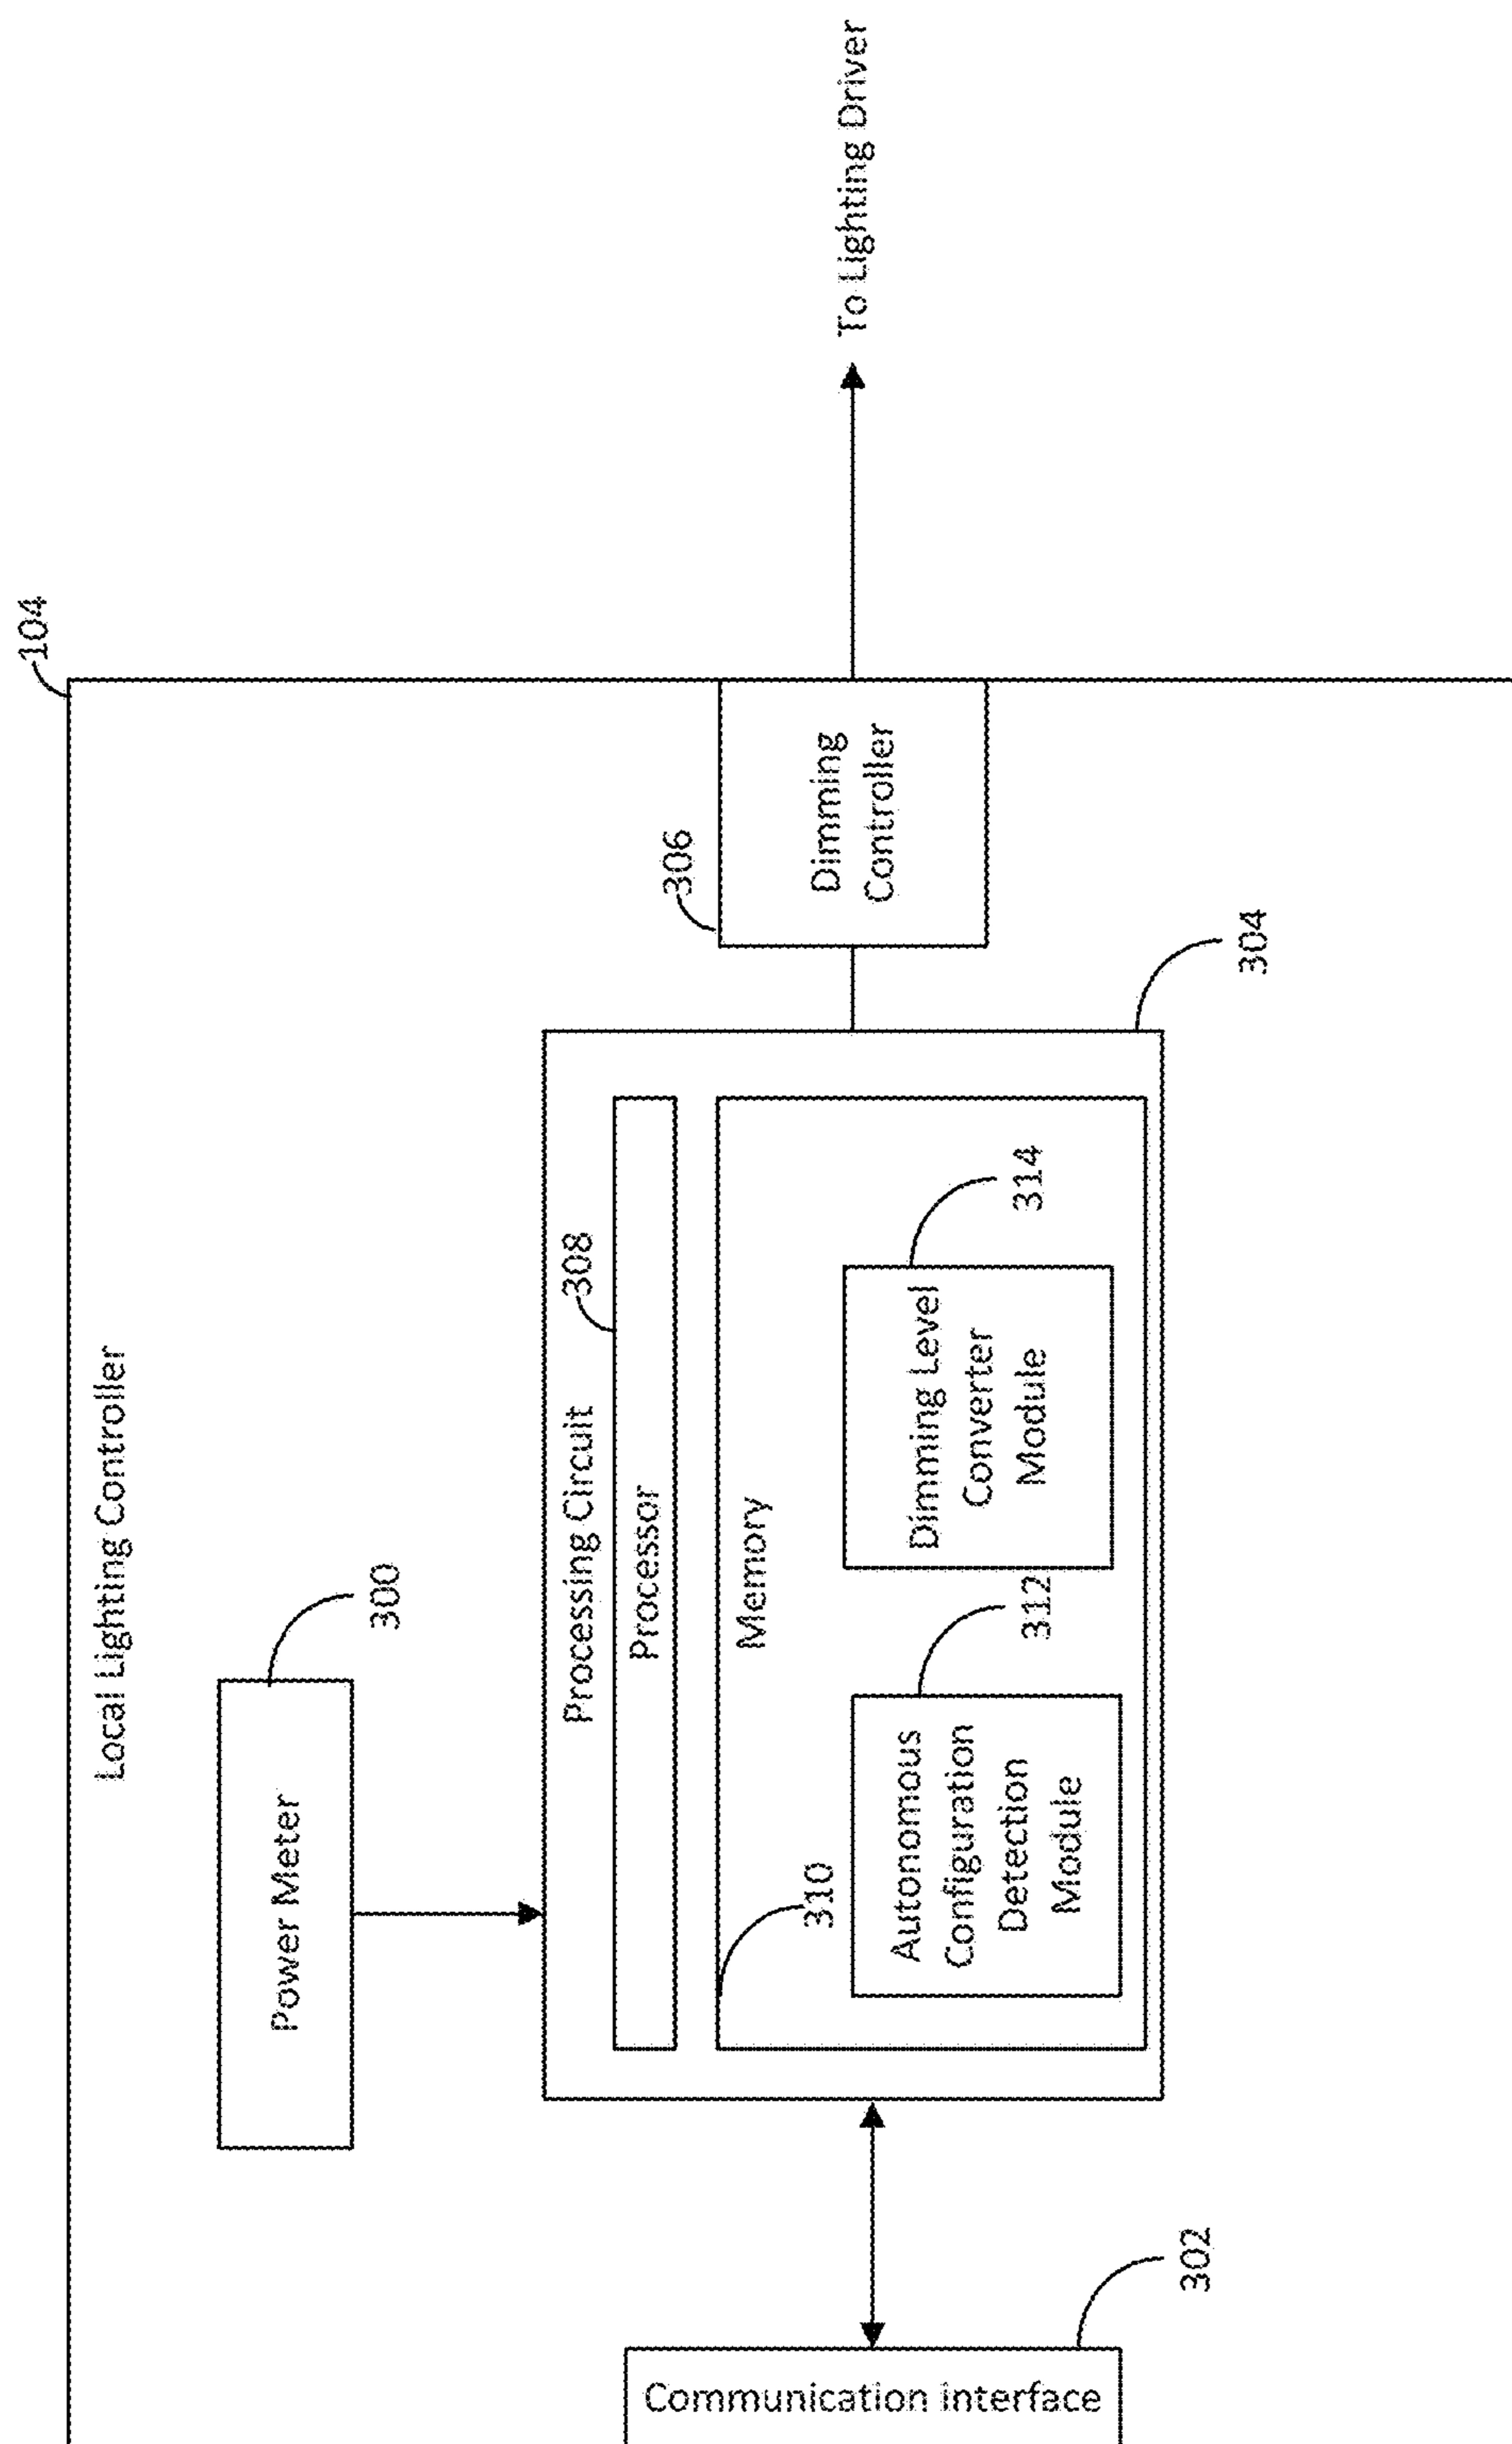 104
Local Lighting Controller
Power Meter
300
Processing Circuit
308
Processor
310
Memory
Autonomous
Configuration
Detection
Module
312
Dimming Level
Converter
Module
314
304
306
Dimming
Controller
To Lighting Driver
Communication interface
302